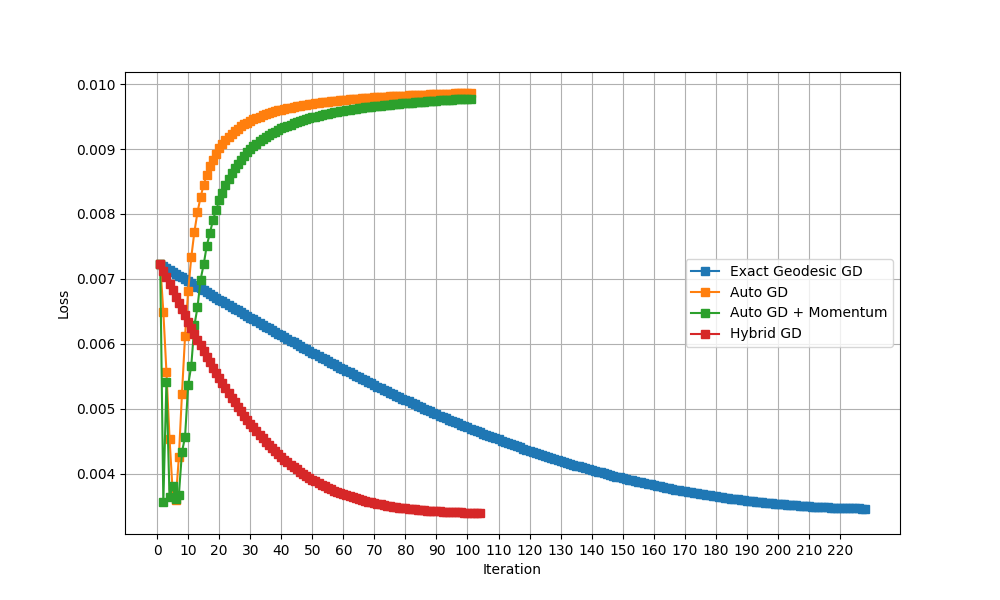 0.010
0.009
0.008
0.007
0.006
0.005
0.004
Loss
Exact Geodesic GD
Auto GD
Auto GD + Momentum
Hybrid GD
0 10 20 30 40 50 60 70 80 90 100 110 120 130 140 150 160 170 180 190 200 210 220
Iteration